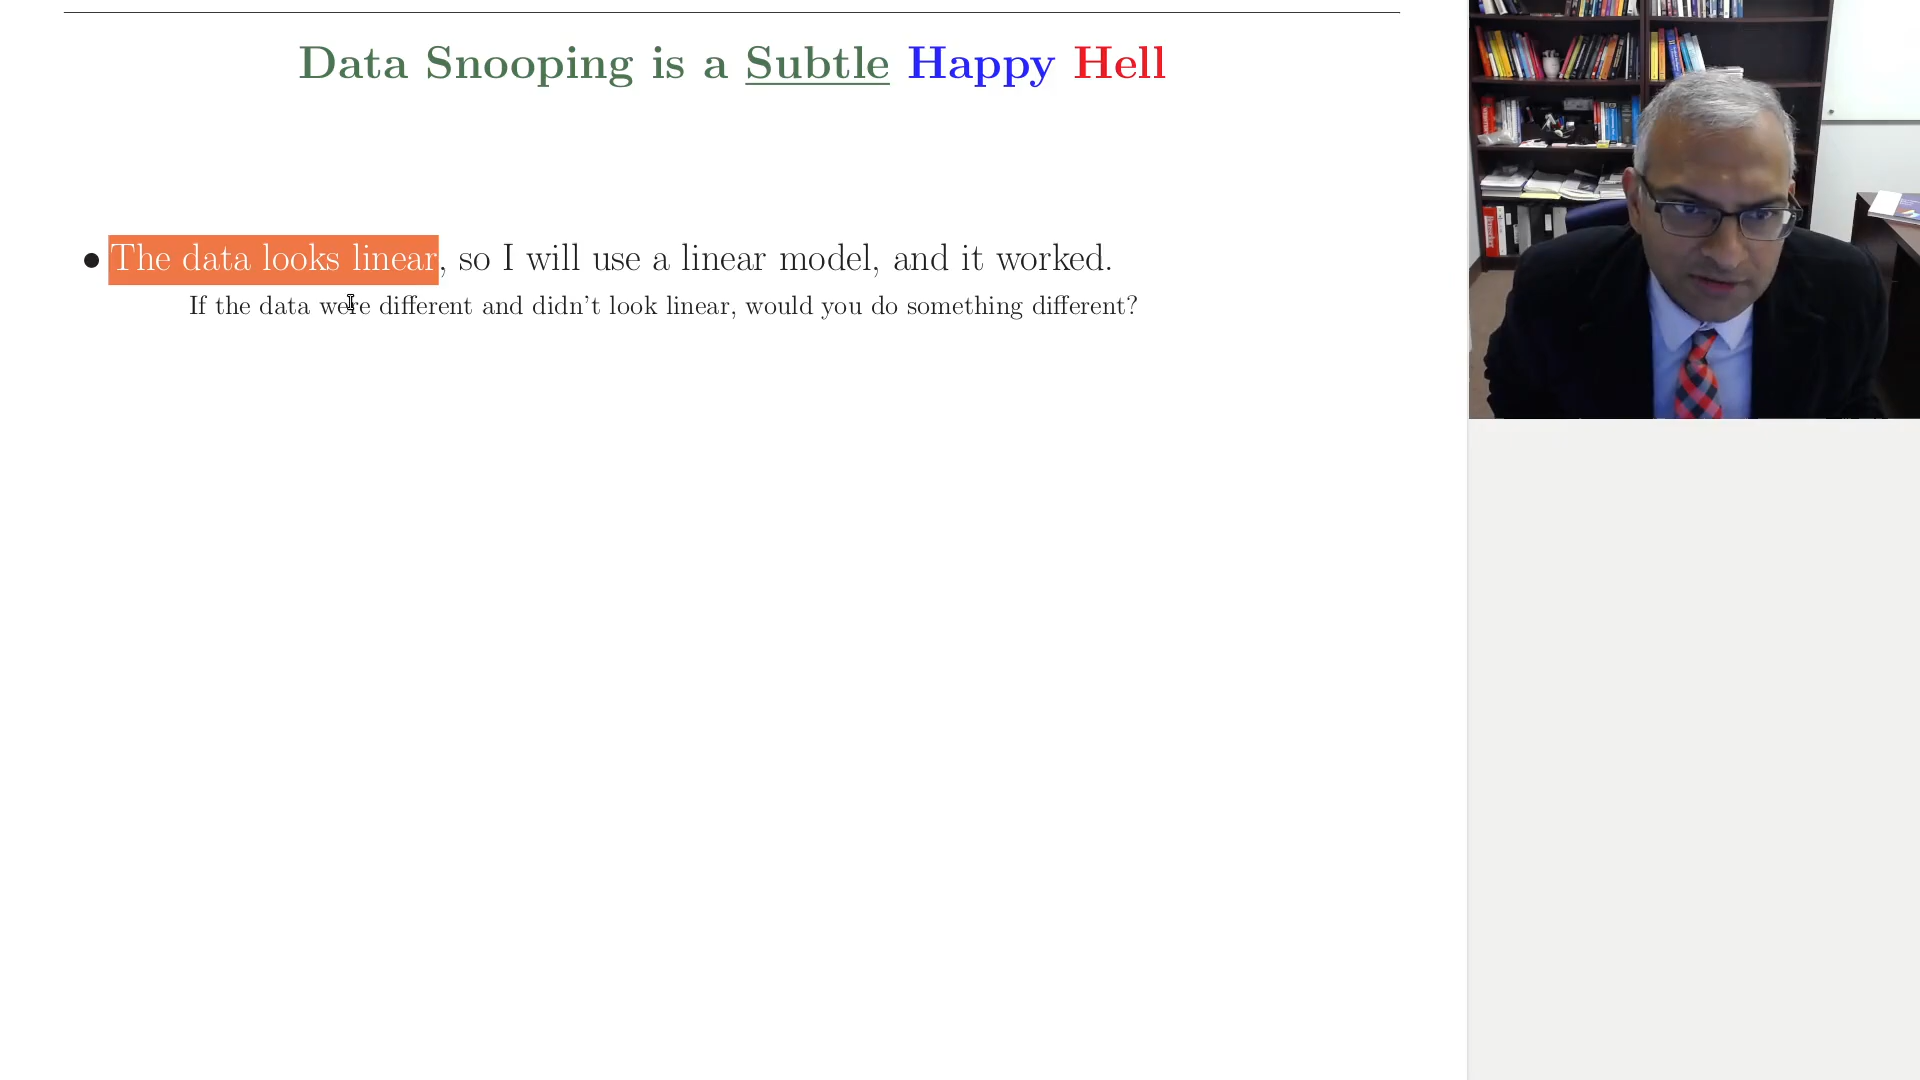 Data Snooping is a Subtle Happy Hell
• The data looks linear, so I will use a linear model, and it worked.
If the data were different and didn't look linear, would you do something different?